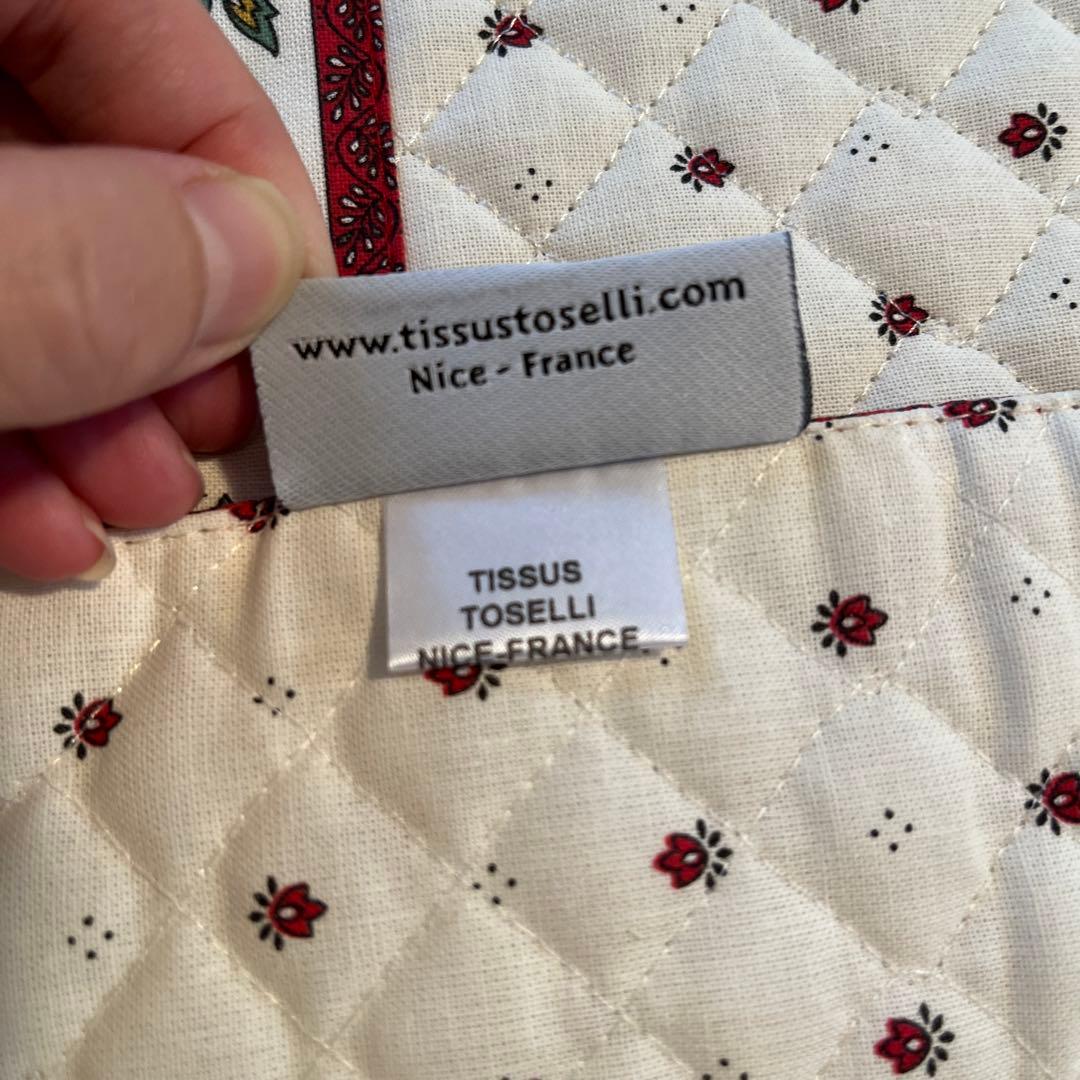 www.tissustoselli.com
Nice - France
TISSUS
TOSELLI
NICE-FRANCE.